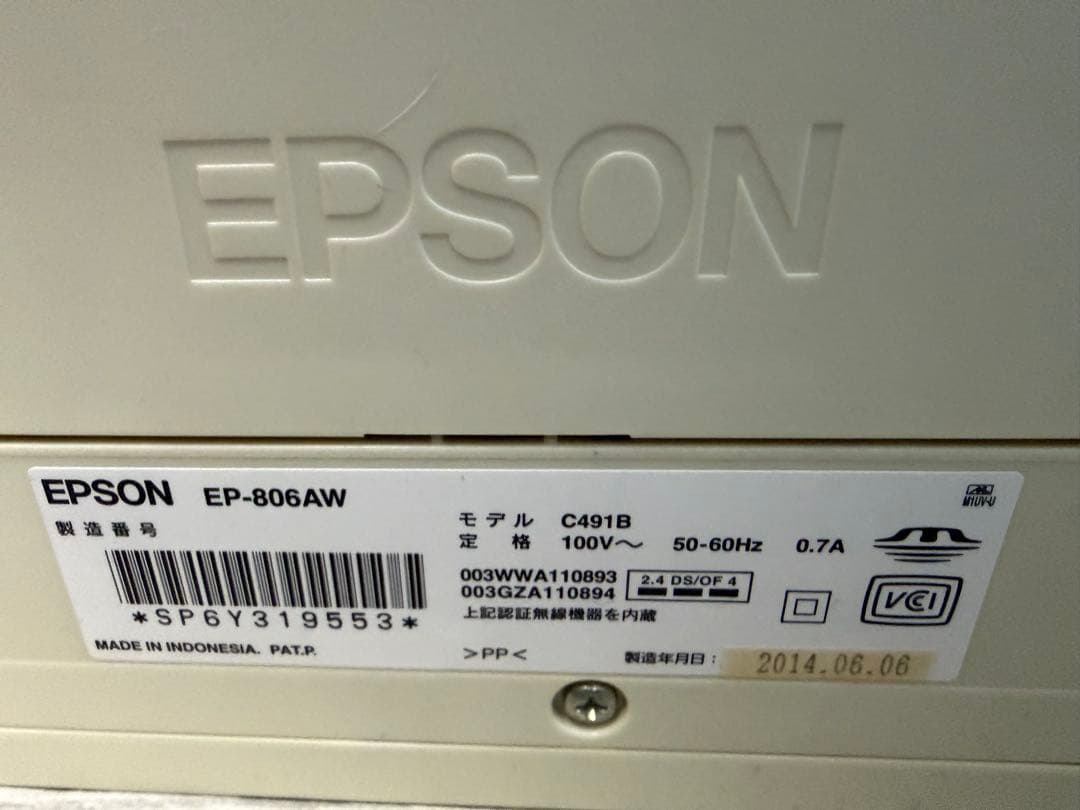 EPSON
EPSON EP-806AW
製造番号
*SP6Y319553*
MADE IN INDONESIA. PAT.P.
モデル C491B
定格 100V～ 50-60Hz 0.7A
003WWA110893
003GZA110894
2.4 DS/OF 4
上記認証無線機器を内蔵
>PP<
製造年月日：2014.06.06
M1UV-U
VCCI